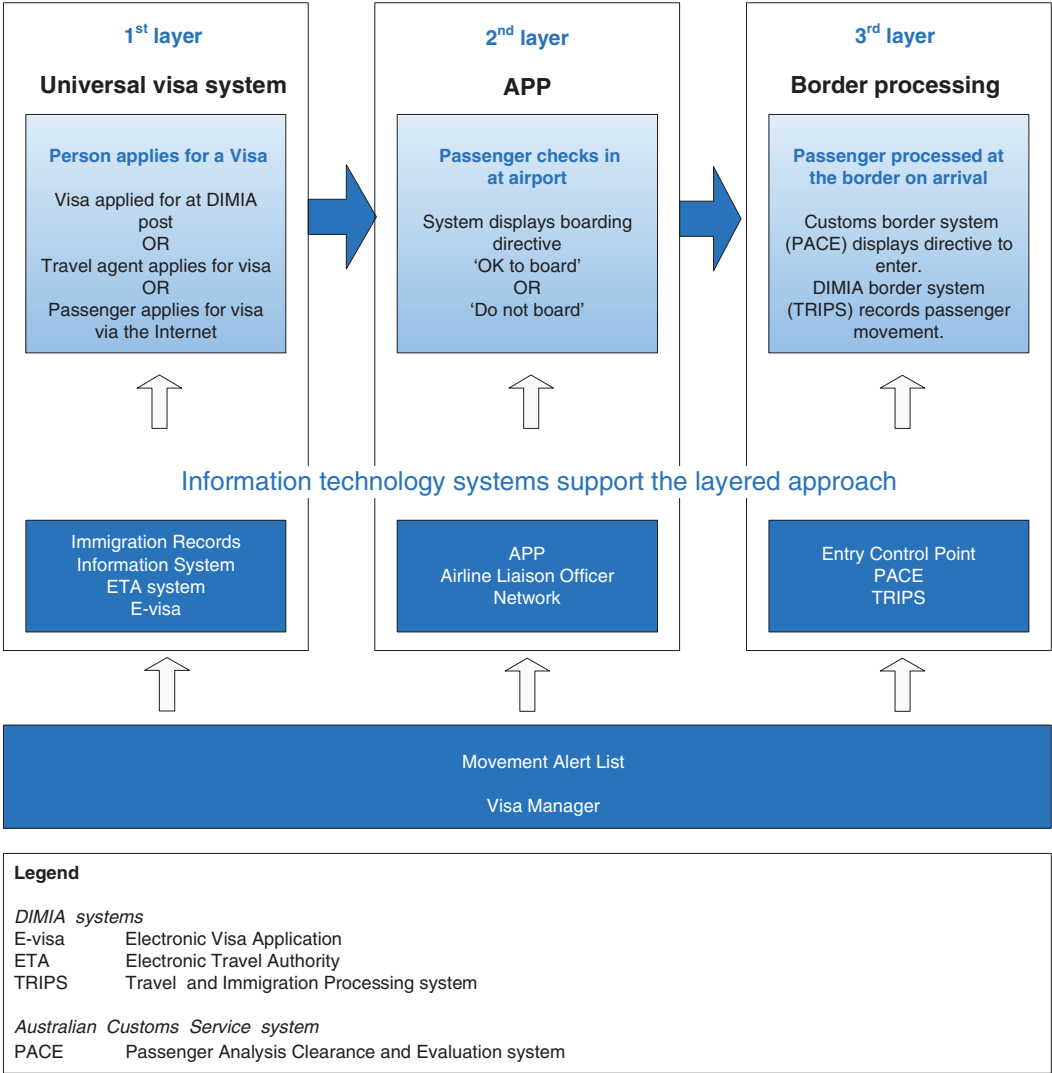 1st layer
Universal visa system
Person applies for a Visa
Visa applied for at DIMIA
post
OR
Travel agent applies for visa
OR
Passenger applies for visa
via the Internet
2nd layer
APP
Passenger checks in
at airport
System displays boarding
directive
‘OK to board’
OR
‘Do not board’
3rd layer
Border processing
Passenger processed at
the border on arrival
Customs border system
(PACE) displays directive to
enter.
DIMIA border system
(TRIPS) records passenger
movement.
Information technology systems support the layered approach
Immigration Records
Information System
ETA system
E-visa
APP
Airline Liaison Officer
Network
Entry Control Point
PACE
TRIPS
Movement Alert List
Visa Manager
Legend
DIMIA systems
E-visa Electronic Visa Application
ETA Electronic Travel Authority
TRIPS Travel and Immigration Processing system
Australian Customs Service system
PACE Passenger Analysis Clearance and Evaluation system